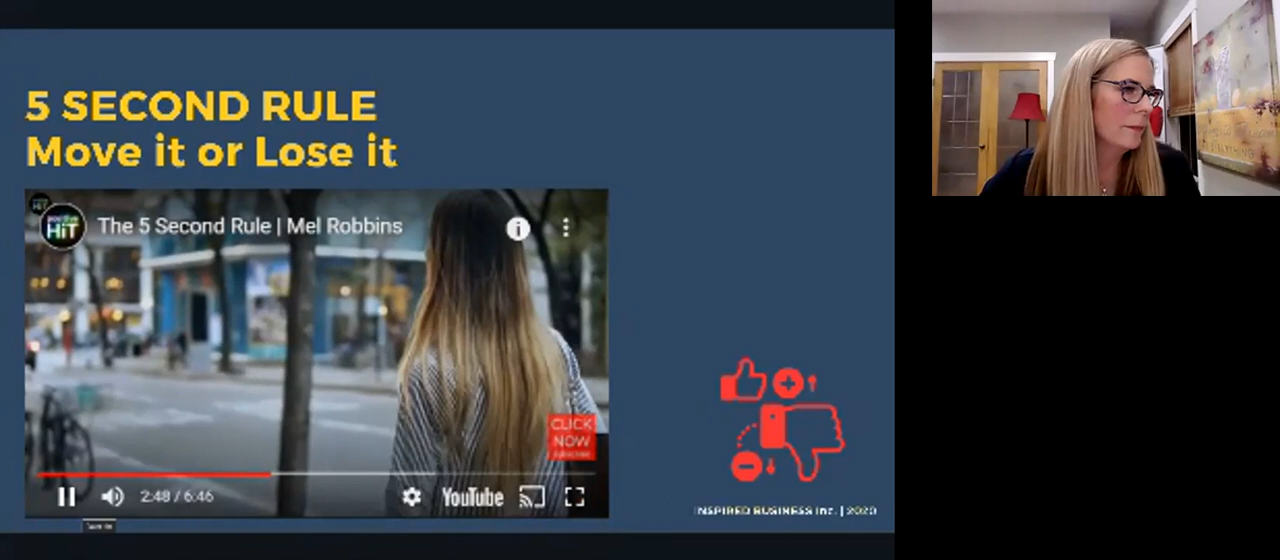 5 SECOND RULE
Move it or Lose it
HiT
The 5 Second Rule | Mel Robbins
CLICK
NOW
2:48 / 6:46
YouTube
INSPIRED BUSINESS Inc. | 2020